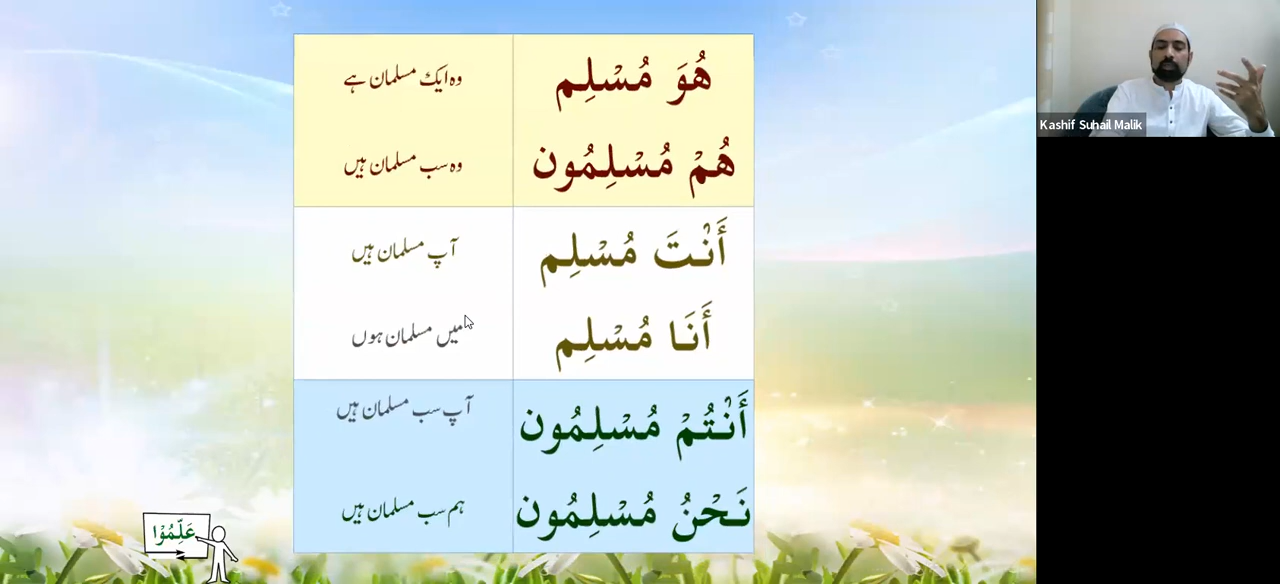 هُوَ مُسْلِم
وہ ایک مسلمان ہے
هُمْ مُسْلِمُون
وہ سب مسلمان ہیں
أَنْتَ مُسْلِم
آپ مسلمان ہیں
أَنَا مُسْلِم
میں مسلمان ہوں
أَنْتُمْ مُسْلِمُون
آپ سب مسلمان ہیں
نَحْنُ مُسْلِمُون
ہم سب مسلمان ہیں
عَلِّمُوْا
Kashif Suhail Malik